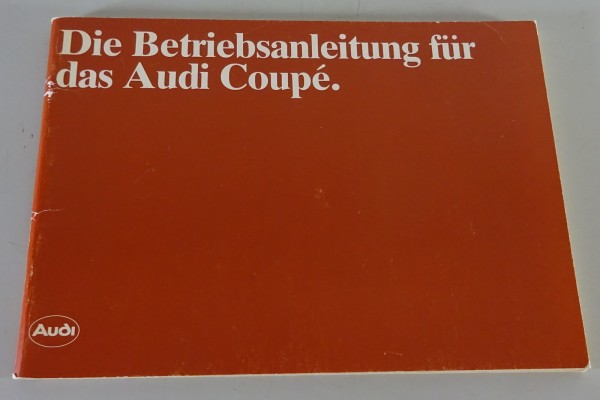 Die Betriebsanleitung für
das Audi Coupé.
Audi